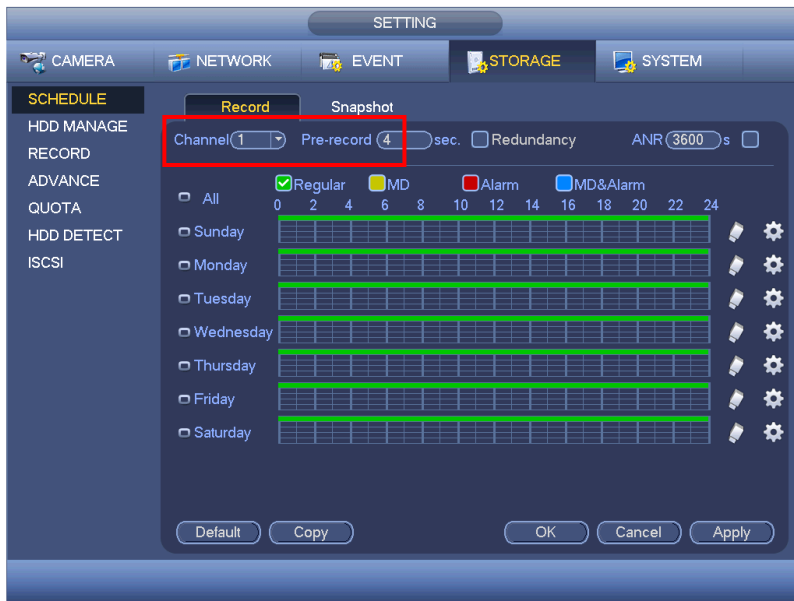 SETTING
CAMERA NETWORK EVENT STORAGE SYSTEM
SCHEDULE
HDD MANAGE
RECORD
ADVANCE
QUOTA
HDD DETECT
ISCSI
Record Snapshot
Channel 1 Pre-record 4 sec. Redundancy ANR 3600 s
All Regular MD Alarm MD&Alarm
0 2 4 6 8 10 12 14 16 18 20 22 24
Sunday
Monday
Tuesday
Wednesday
Thursday
Friday
Saturday
Default Copy OK Cancel Apply